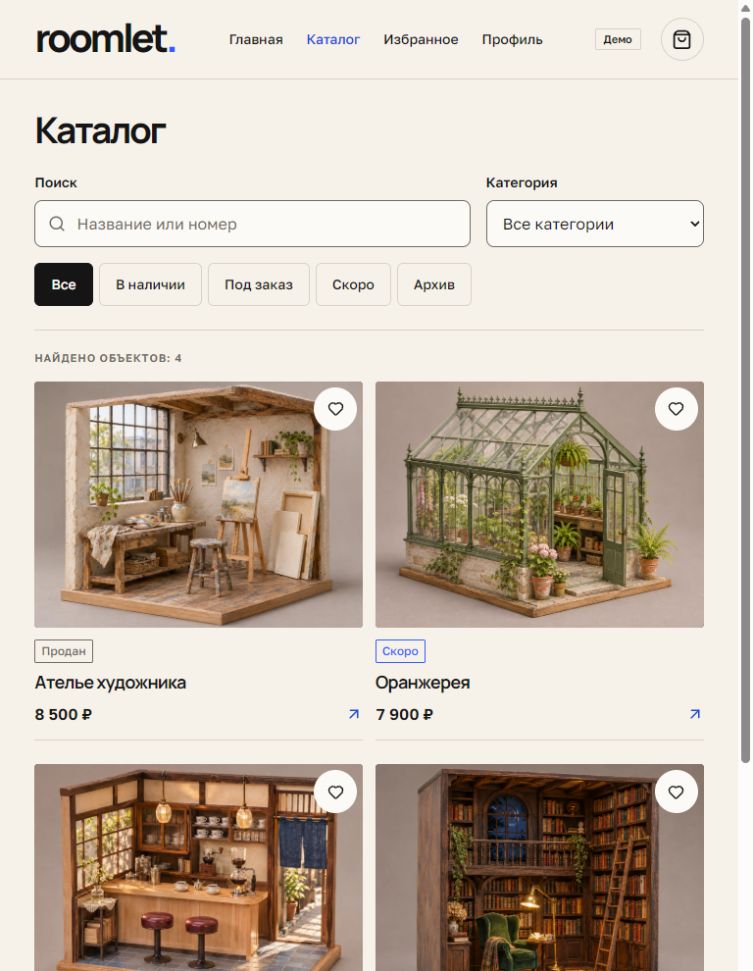 roomlet.
Главная Каталог Избранное Профиль Демо
Каталог
Поиск Категория
Название или номер Все категории
Все В наличии Под заказ Скоро Архив
НАЙДЕНО ОБЪЕКТОВ: 4
Продан Скоро
Ателье художника Оранжерея
8 500 ₽ 7 900 ₽